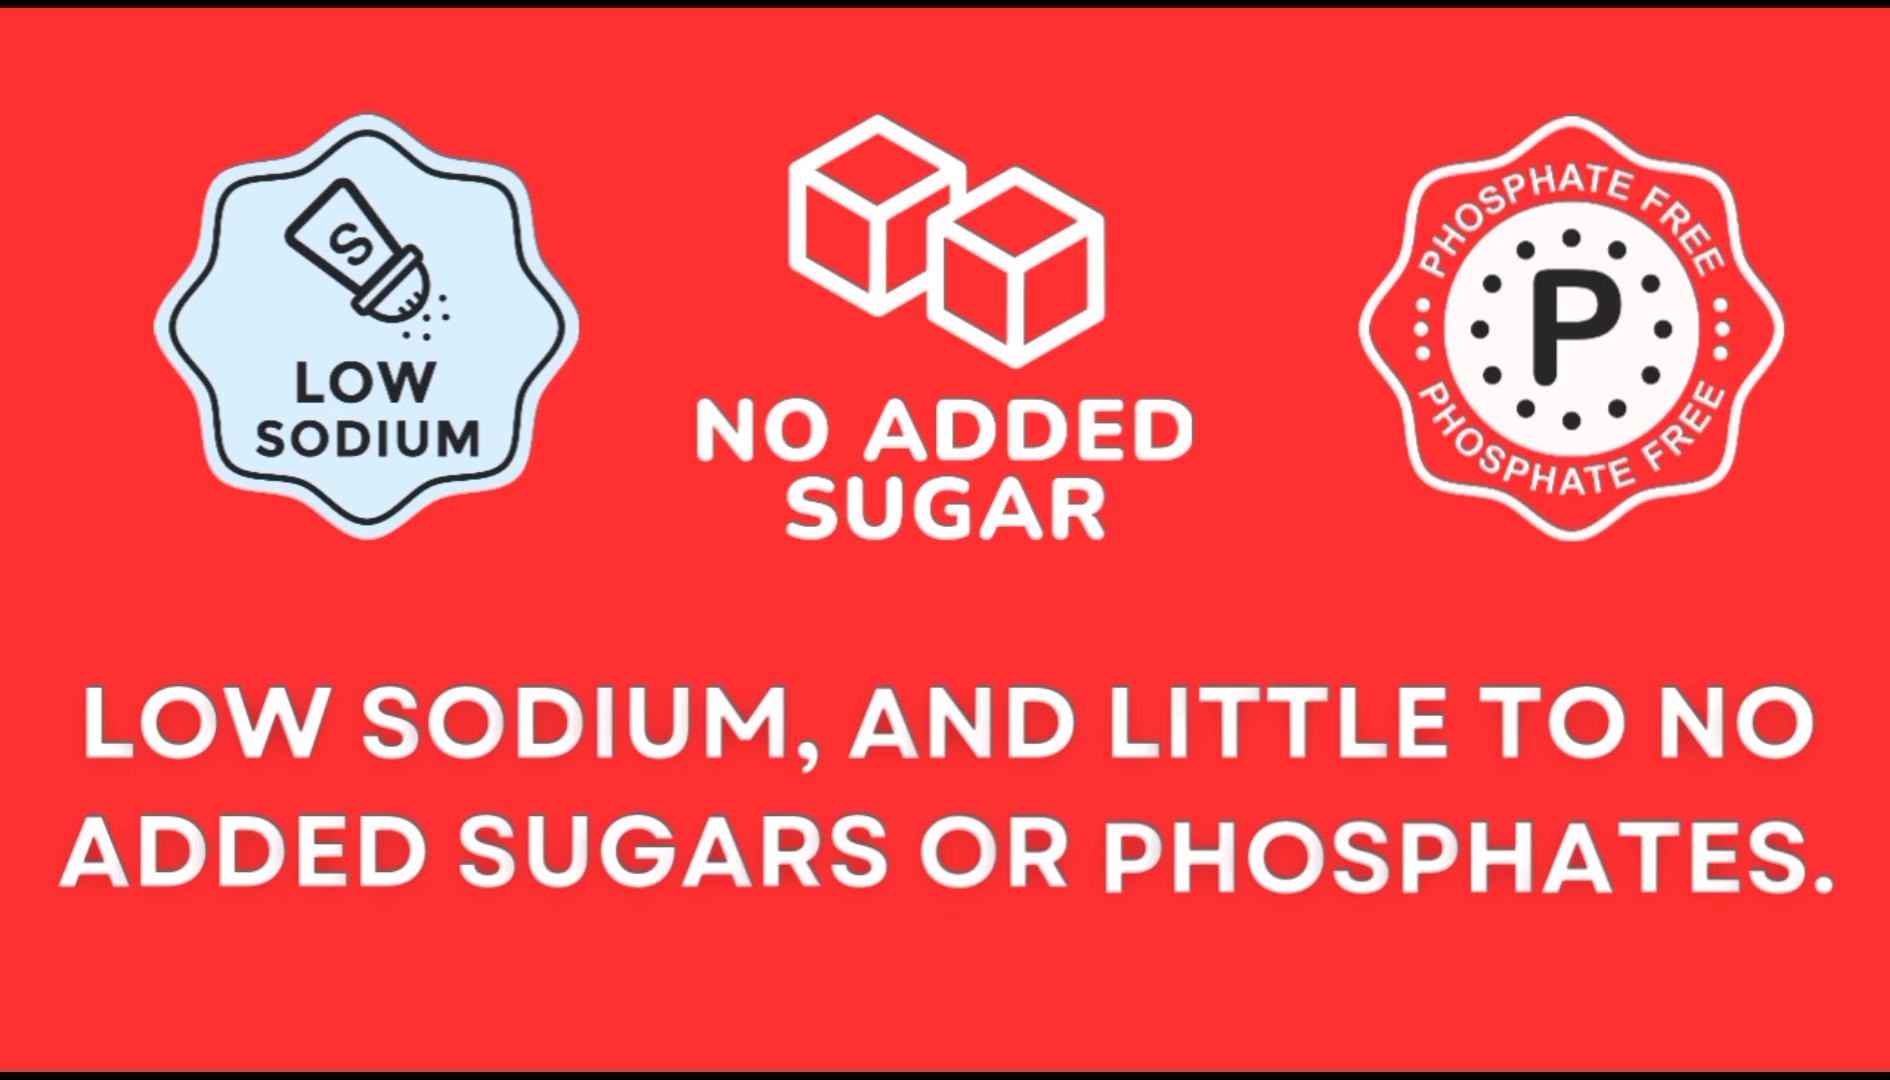 S
LOW
SODIUM
NO ADDED
SUGAR
PHOSPHATE FREE
P
PHOSPHATE FREE
LOW SODIUM, AND LITTLE TO NO
ADDED SUGARS OR PHOSPHATES.